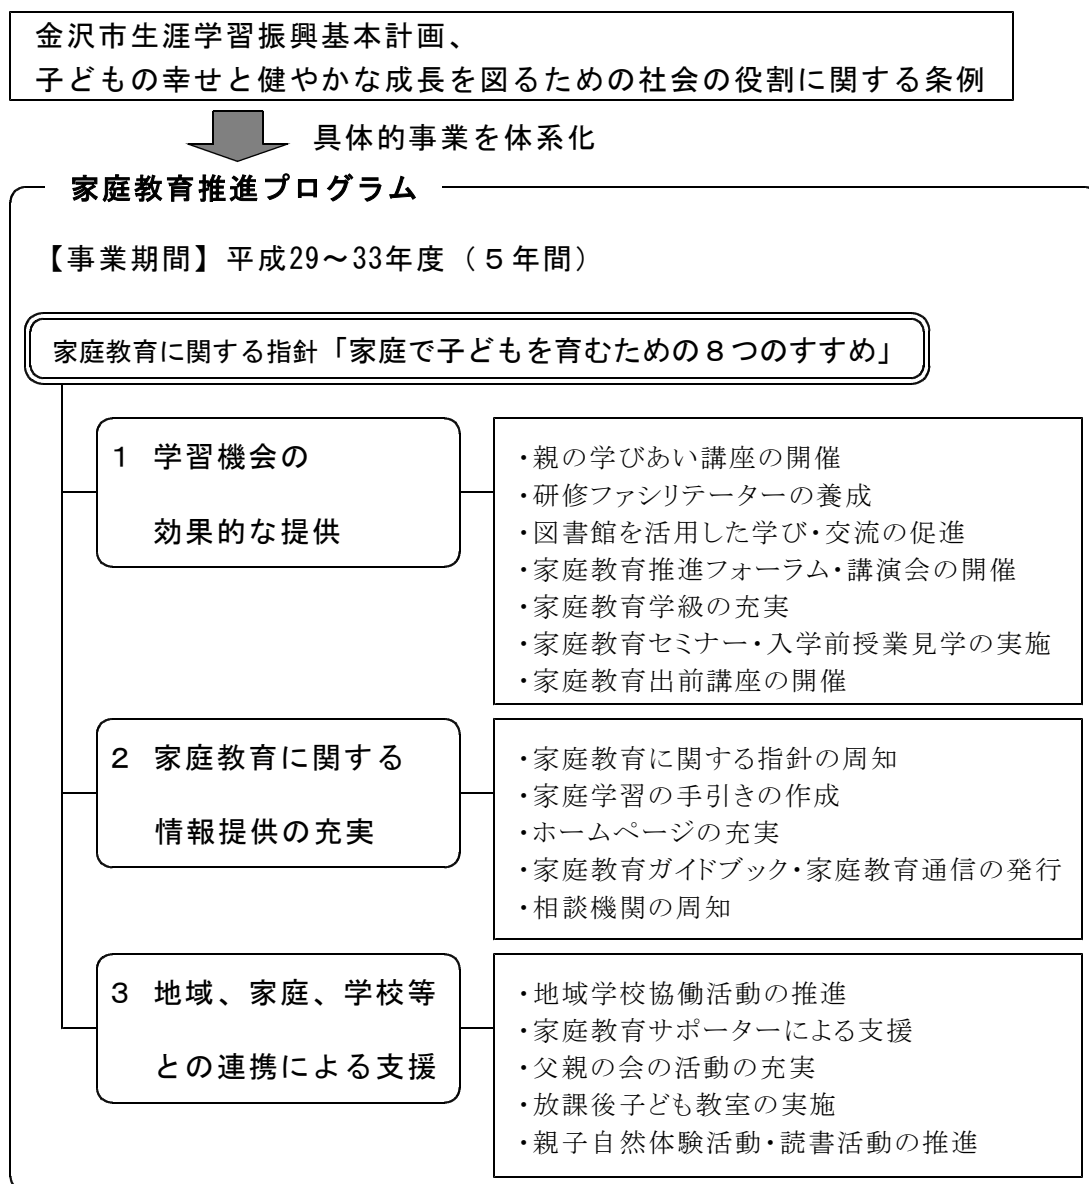 金沢市生涯学習振興基本計画、
子どもの幸せと健やかな成長を図るための社会の役割に関する条例
具体的事業を体系化
家庭教育推進プログラム
【事業期間】平成29～33年度（５年間）
家庭教育に関する指針「家庭で子どもを育むための８つのすすめ」
１ 学習機会の
効果的な提供
・親の学びあい講座の開催
・研修ファシリテーターの養成
・図書館を活用した学び・交流の促進
・家庭教育推進フォーラム・講演会の開催
・家庭教育学級の充実
・家庭教育セミナー・入学前授業見学の実施
・家庭教育出前講座の開催
２ 家庭教育に関する
情報提供の充実
・家庭教育に関する指針の周知
・家庭学習の手引きの作成
・ホームページの充実
・家庭教育ガイドブック・家庭教育通信の発行
・相談機関の周知
３ 地域、家庭、学校等
との連携による支援
・地域学校協働活動の推進
・家庭教育サポーターによる支援
・父親の会の活動の充実
・放課後子ども教室の実施
・親子自然体験活動・読書活動の推進